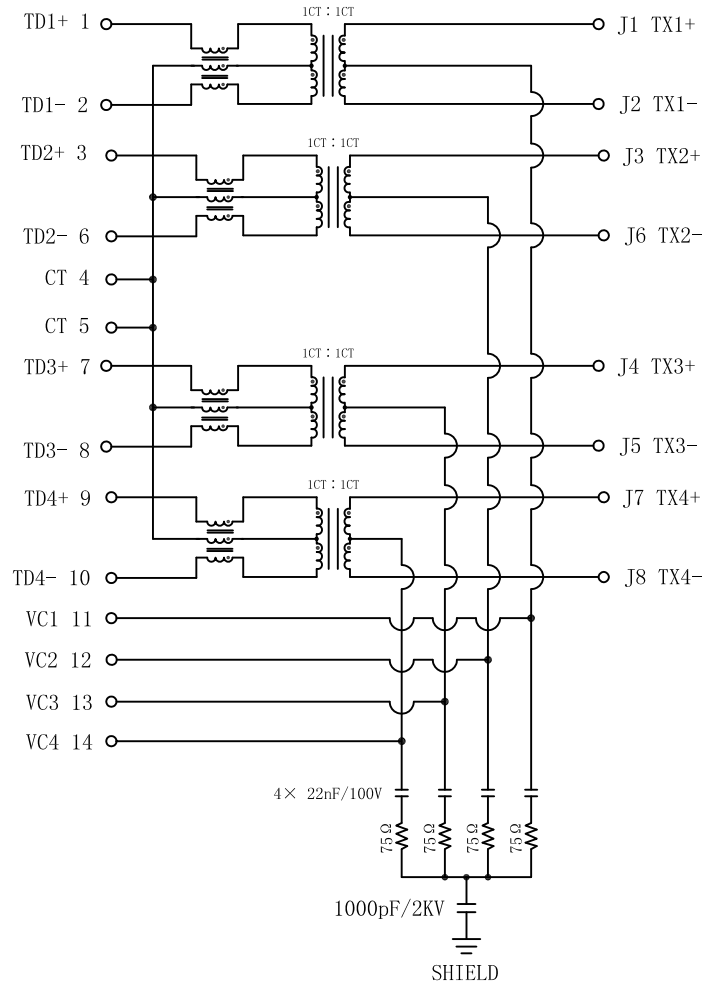 1CT : 1CT
TD1+ 1
J1 TX1+
TD1- 2
J2 TX1-
1CT : 1CT
TD2+ 3
J3 TX2+
TD2- 6
J6 TX2-
CT 4
CT 5
1CT : 1CT
TD3+ 7
J4 TX3+
TD3- 8
J5 TX3-
1CT : 1CT
TD4+ 9
J7 TX4+
TD4- 10
J8 TX4-
VC1 11
VC2 12
VC3 13
VC4 14
4× 22nF/100V
75Ω
75Ω
75Ω
75Ω
1000pF/2KV
SHIELD